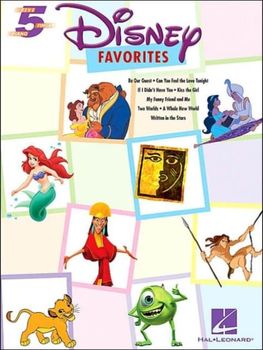 5
DISNEY
FAVORITES
Be Our Guest • Can You Feel the Love Tonight
If I Didn't Have You • Kiss the Girl
My Funny Friend and Me
Two Worlds • A Whole New World
Written in the Stars
HAL•LEONARD®